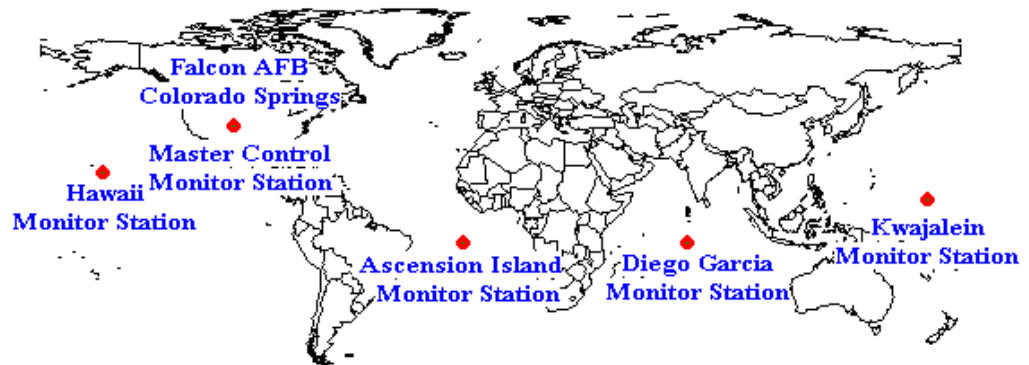 Falcon AFB
Colorado Springs
Master Control
Monitor Station
Hawaii
Monitor Station
Ascension Island
Monitor Station
Diego Garcia
Monitor Station
Kwajalein
Monitor Station